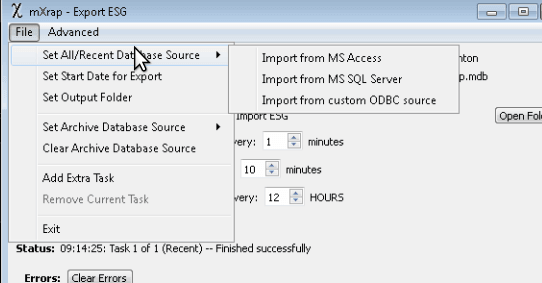 mXrap - Export ESG
File Advanced
Set All/Recent Database Source
Set Start Date for Export
Set Output Folder
Set Archive Database Source
Clear Archive Database Source
Add Extra Task
Remove Current Task
Exit
Import from MS Access
Import from MS SQL Server
Import from custom ODBC source
nton
p.mdb
Import ESG
Open Fol
very: 1 minutes
10 minutes
very: 12 HOURS
Status: 09:14:25: Task 1 of 1 (Recent) -- Finished successfully
Errors: Clear Errors